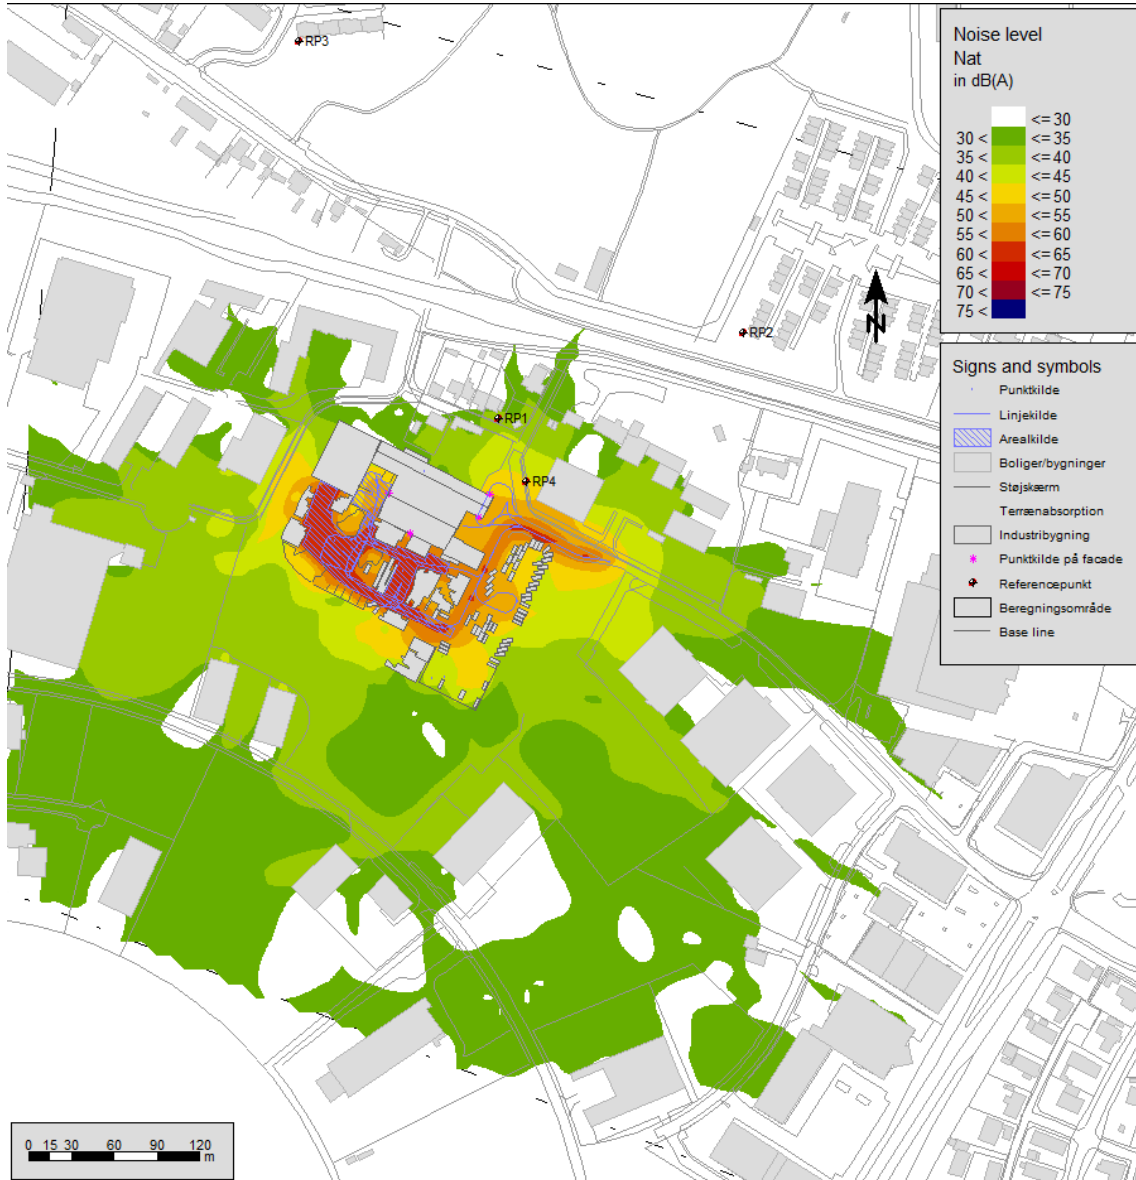 RP3
Noise level
Nat
in dB(A)
<= 30
30 < <= 35
35 < <= 40
40 < <= 45
45 < <= 50
50 < <= 55
55 < <= 60
60 < <= 65
65 < <= 70
70 < <= 75
75 <
N
RP2
Signs and symbols
Punktkilde
Linjekilde
Arealkilde
Boliger/bygninger
Støjskærm
Terrænabsorption
Industribygning
Punktkilde på facade
Referencepunkt
Beregningsområde
Base line
RP1
RP4
0 15 30 60 90 120
m